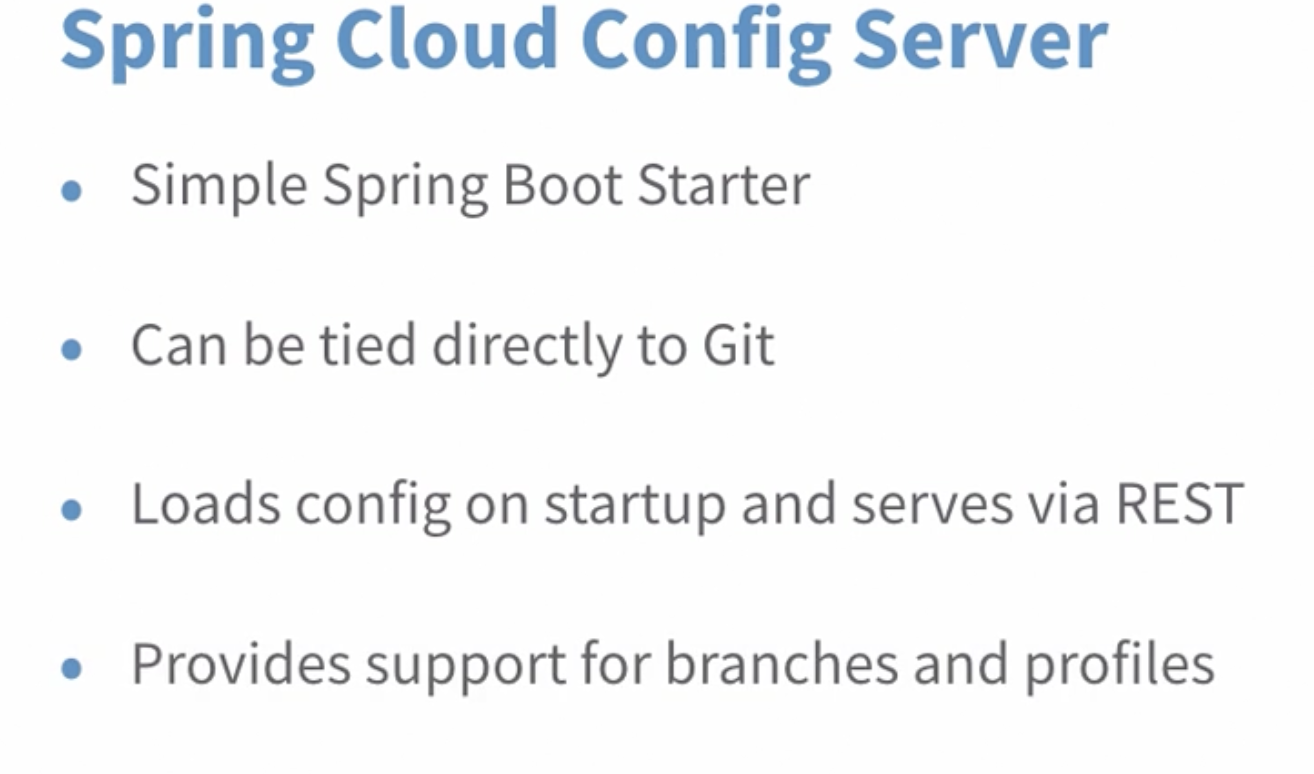 Spring Cloud Config Server
• Simple Spring Boot Starter
• Can be tied directly to Git
• Loads config on startup and serves via REST
• Provides support for branches and profiles